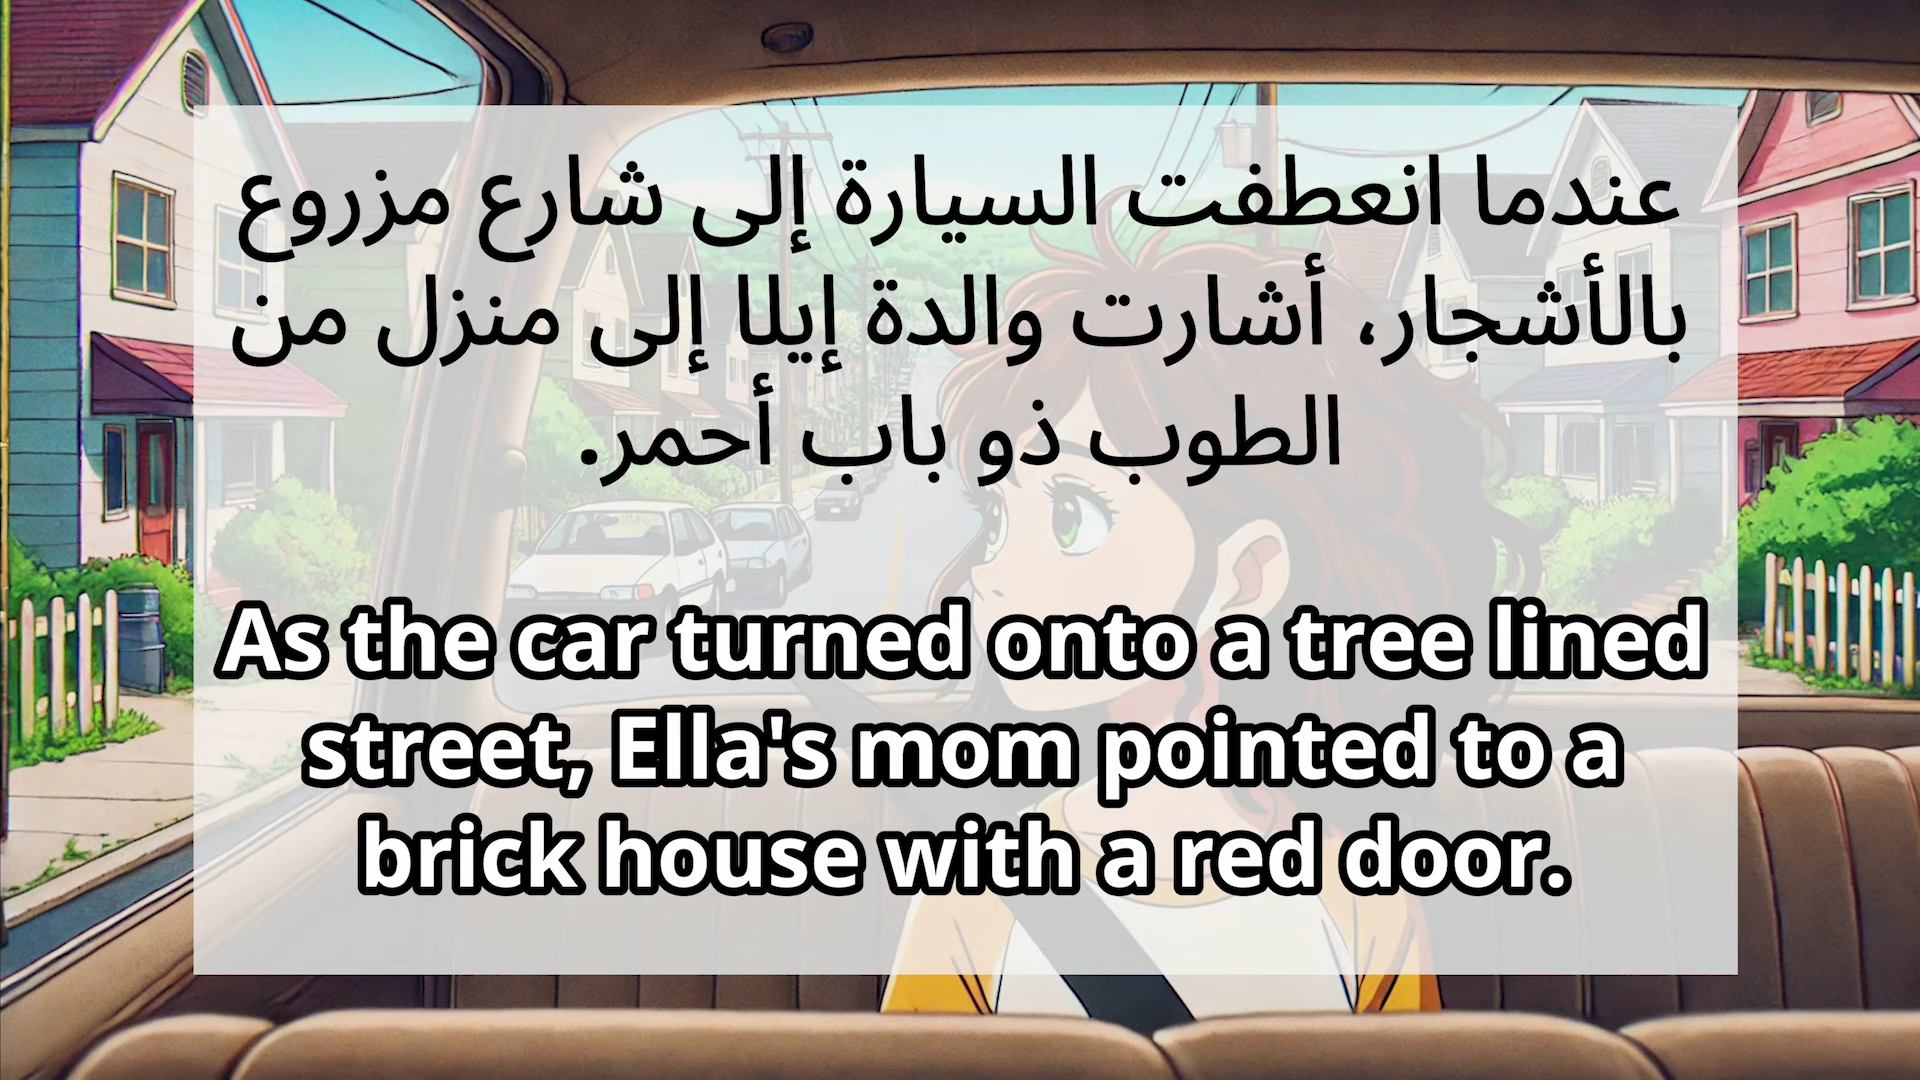 عندما انعطفت السيارة إلى شارع مزروع
بالأشجار، أشارت والدة إيلا إلى منزل من
الطوب ذو باب أحمر.
As the car turned onto a tree lined
street, Ella's mom pointed to a
brick house with a red door.